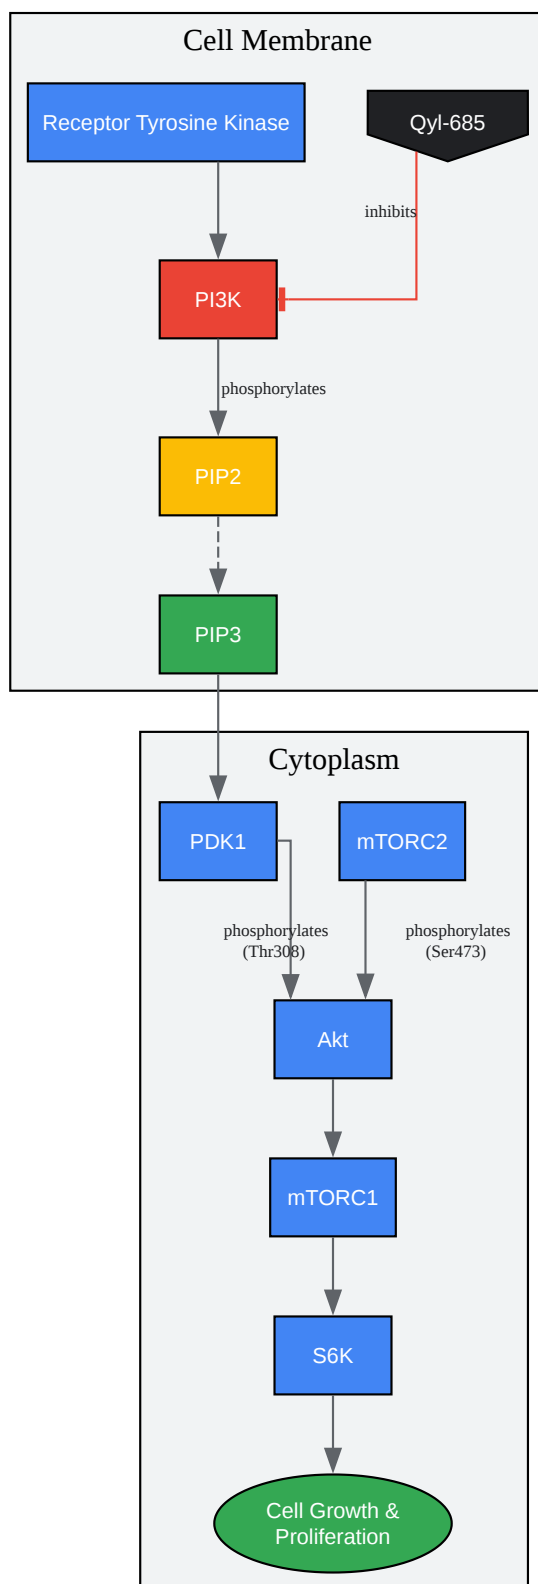 Cell Membrane
Receptor Tyrosine Kinase
Qyl-685
inhibits
PI3K
phosphorylates
PIP2
PIP3
Cytoplasm
PDK1
mTORC2
phosphorylates
(Thr308)
phosphorylates
(Ser473)
Akt
mTORC1
S6K
Cell Growth &
Proliferation